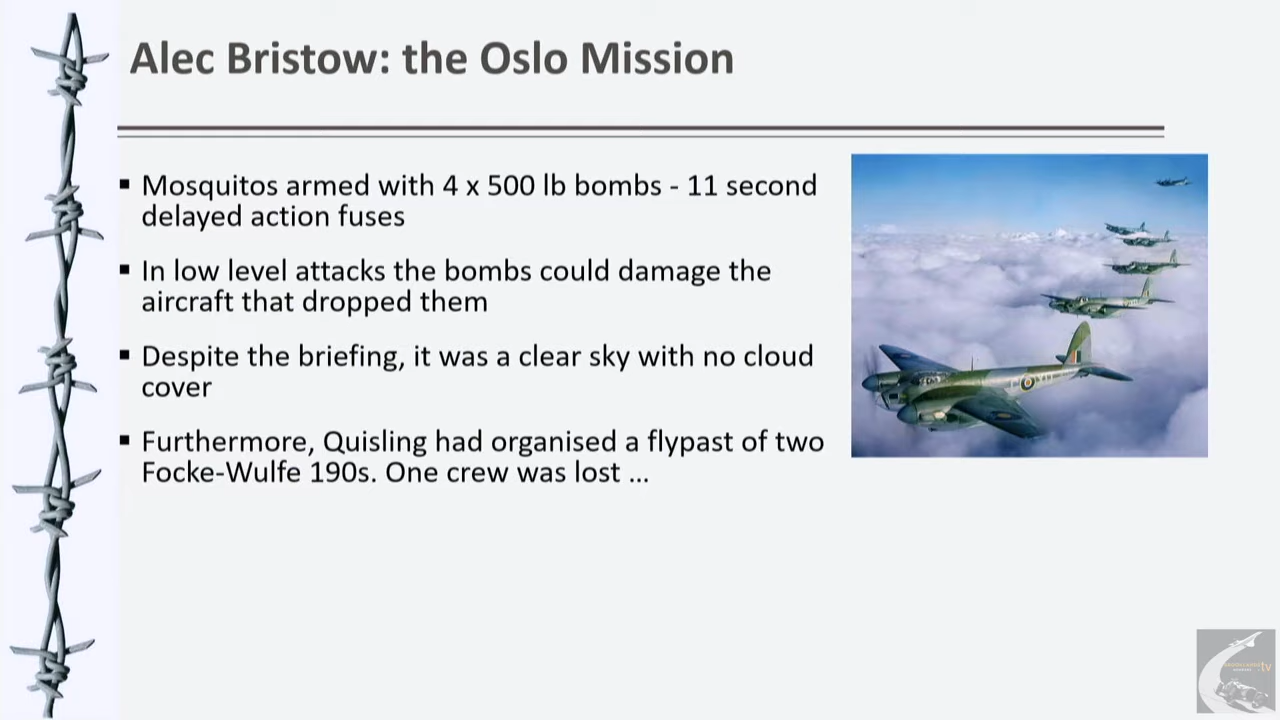 Alec Bristow: the Oslo Mission
▪ Mosquitos armed with 4 x 500 lb bombs - 11 second
delayed action fuses
▪ In low level attacks the bombs could damage the
aircraft that dropped them
▪ Despite the briefing, it was a clear sky with no cloud
cover
▪ Furthermore, Quisling had organised a flypast of two
Focke-Wulfe 190s. One crew was lost ...
tv